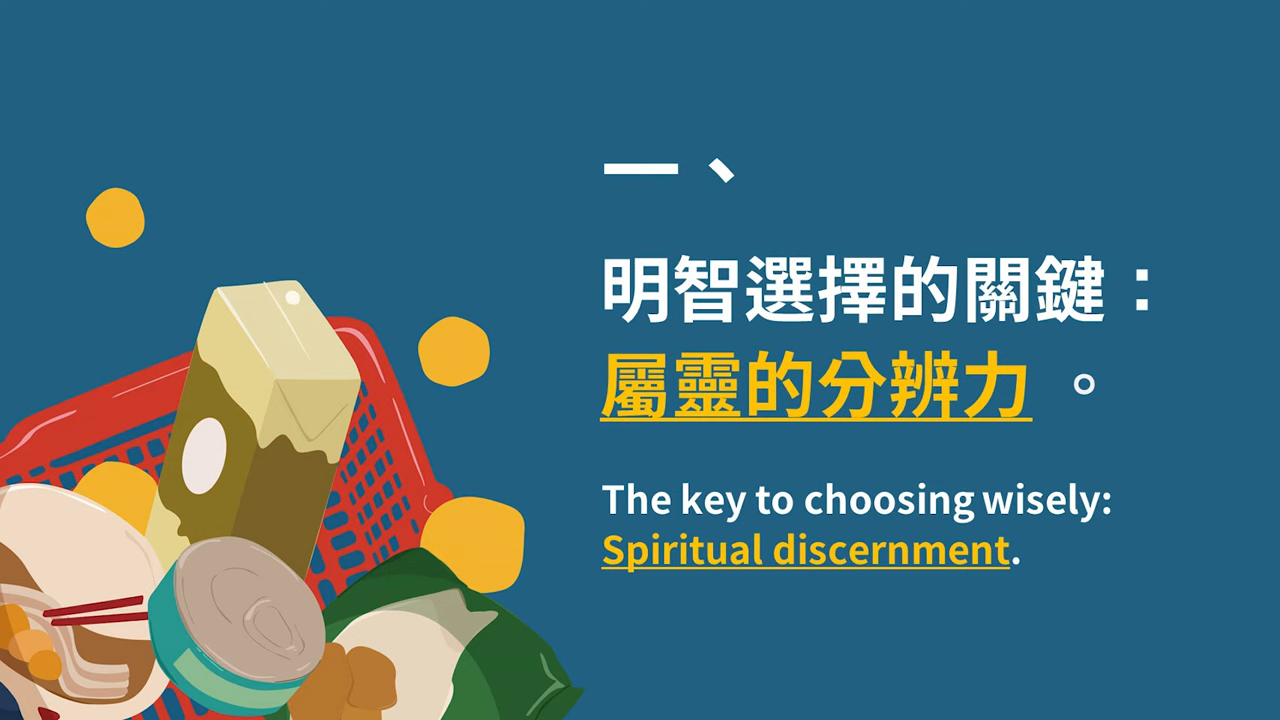 一、
明智選擇的關鍵：
屬靈的分辨力 。
The key to choosing wisely:
Spiritual discernment.